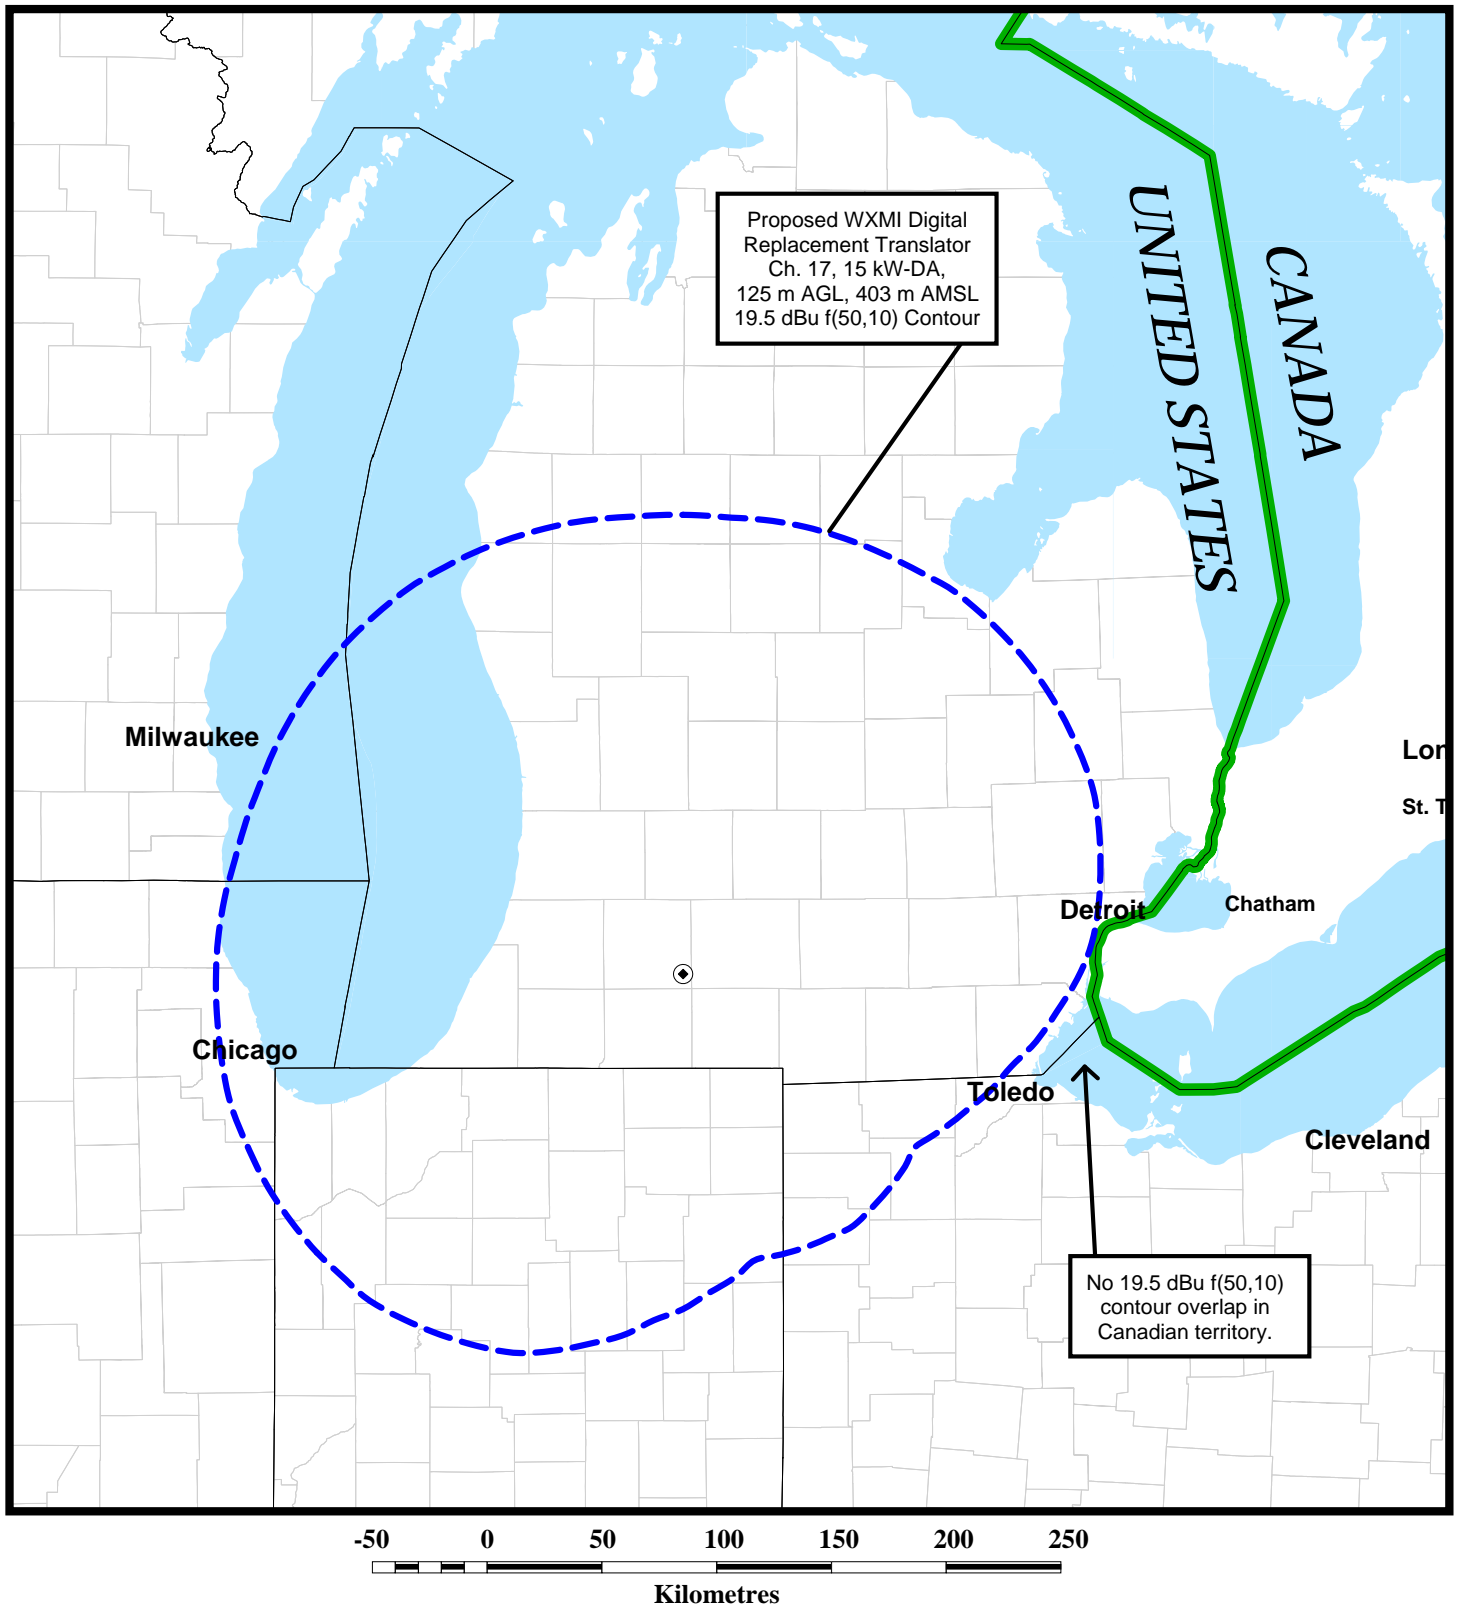 Proposed WXMI Digital
Replacement Translator
Ch. 17, 15 kW-DA,
125 m AGL, 403 m AMSL
19.5 dBu f(50,10) Contour
UNITED STATES
CANADA
Milwaukee
Lon
St. T
Detroit
Chatham
Chicago
Toledo
Cleveland
No 19.5 dBu f(50,10)
contour overlap in
Canadian territory.
-50 0 50 100 150 200 250
Kilometres